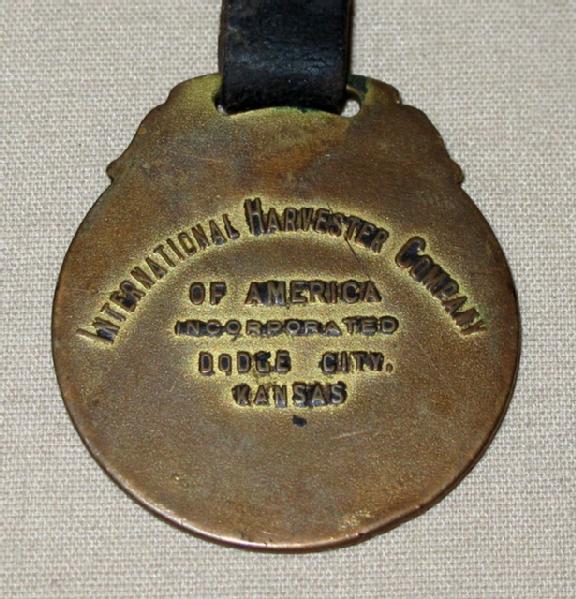 INTERNATIONAL HARVESTER COMPANY
OF AMERICA
INCORPORATED
DODGE CITY,
KANSAS